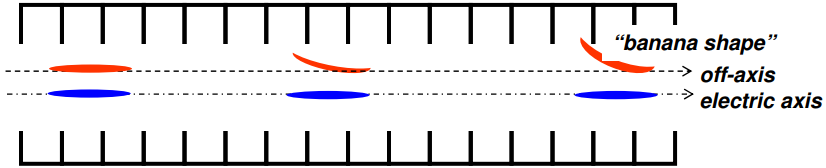 “banana shape”
off-axis
electric axis